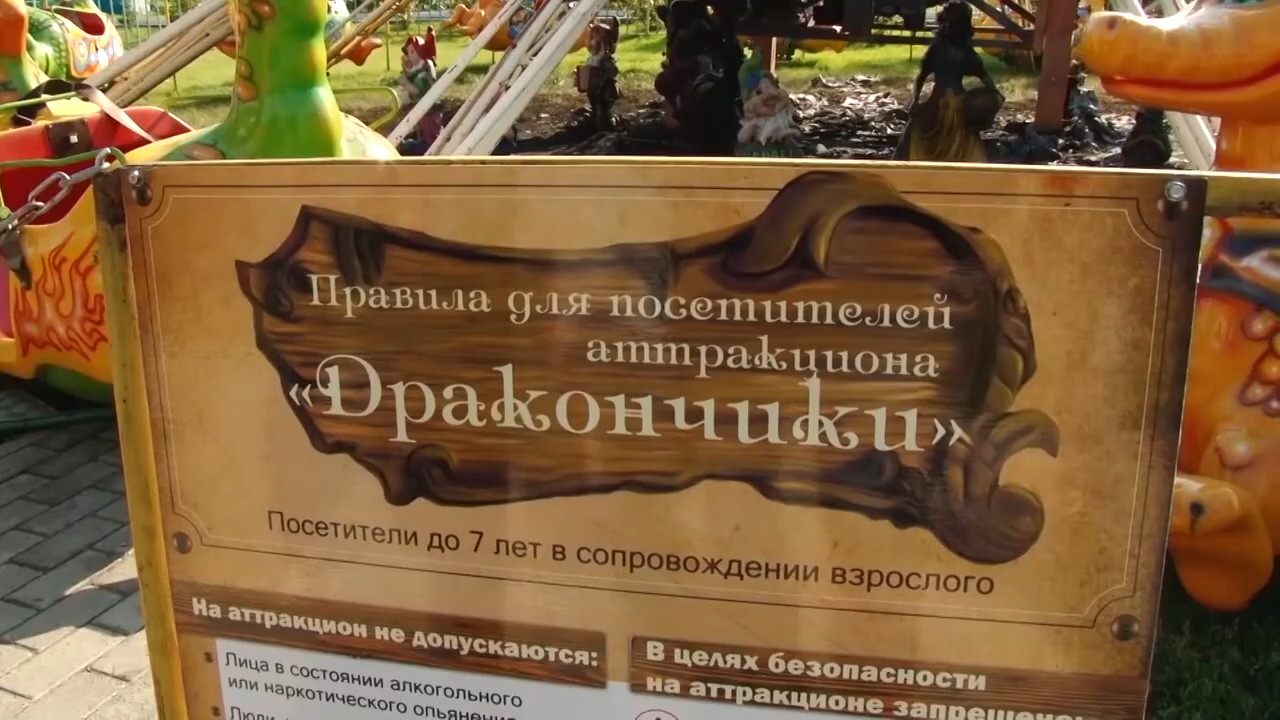 Правила для посетителей
аттракциона
«Дракончики»
Посетители до 7 лет в сопровождении взрослого
На аттракцион не допускаются:
Лица в состоянии алкогольного
или наркотического опьянения
В целях безопасности
на аттракционе запрещено: